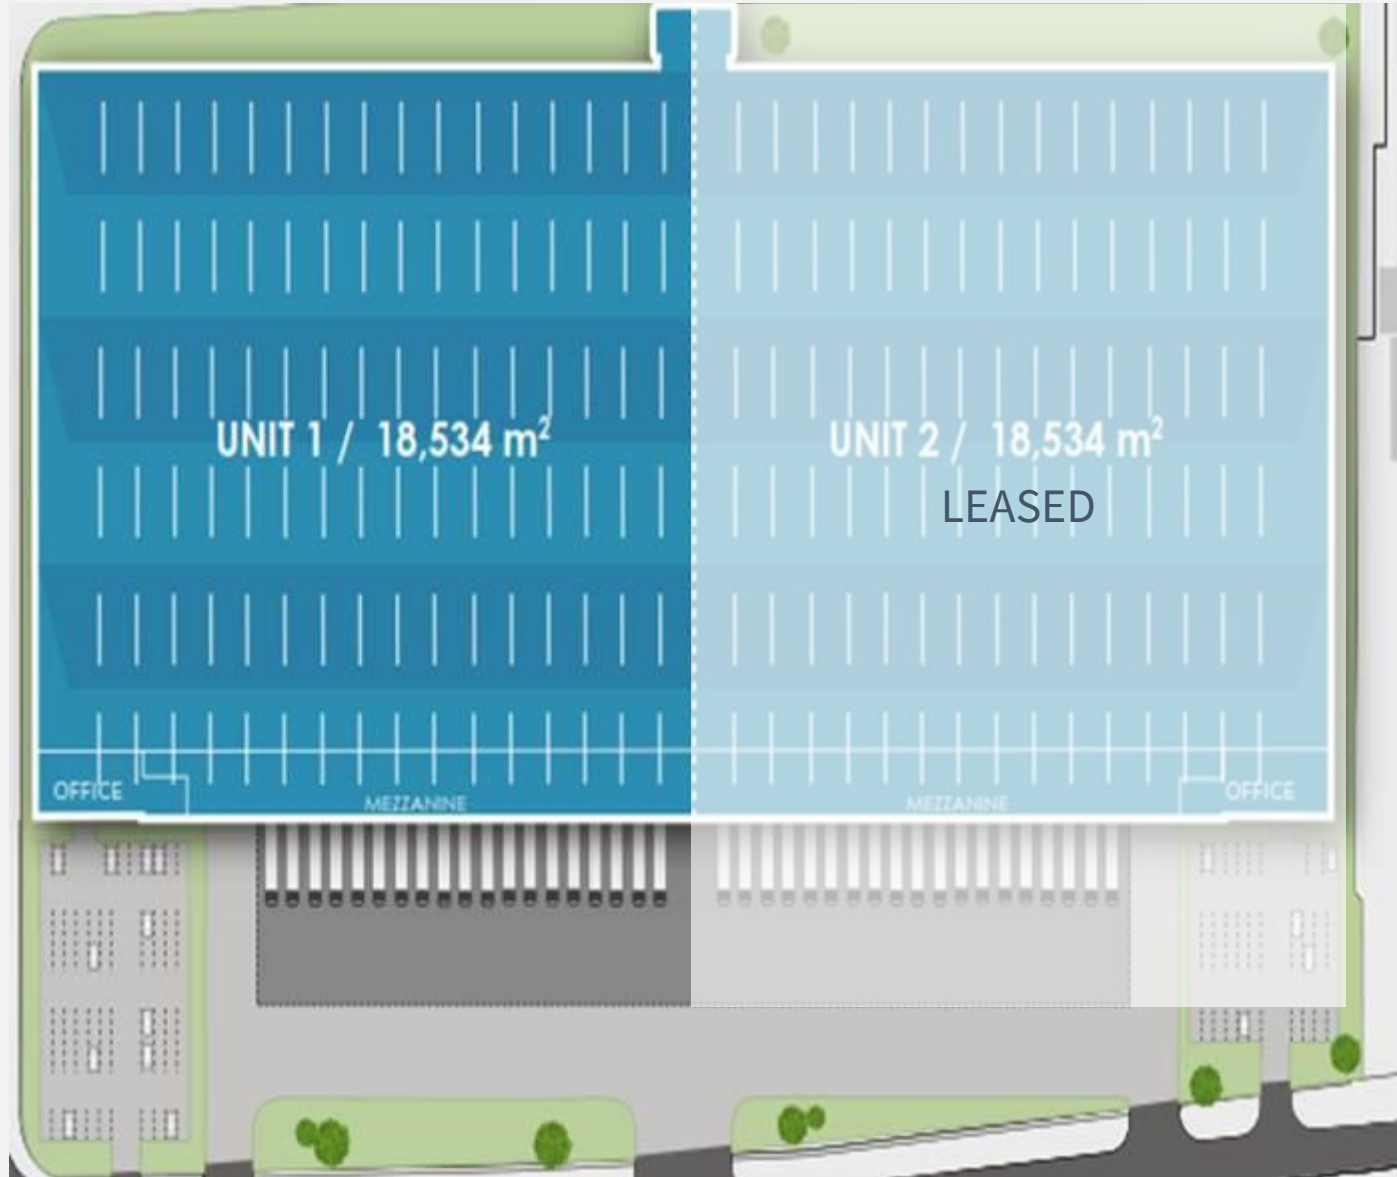 UNIT 1 / 18,534 m²
UNIT 2 / 18,534 m²
LEASED
OFFICE
MEZZANINE
MEZZANINE
OFFICE